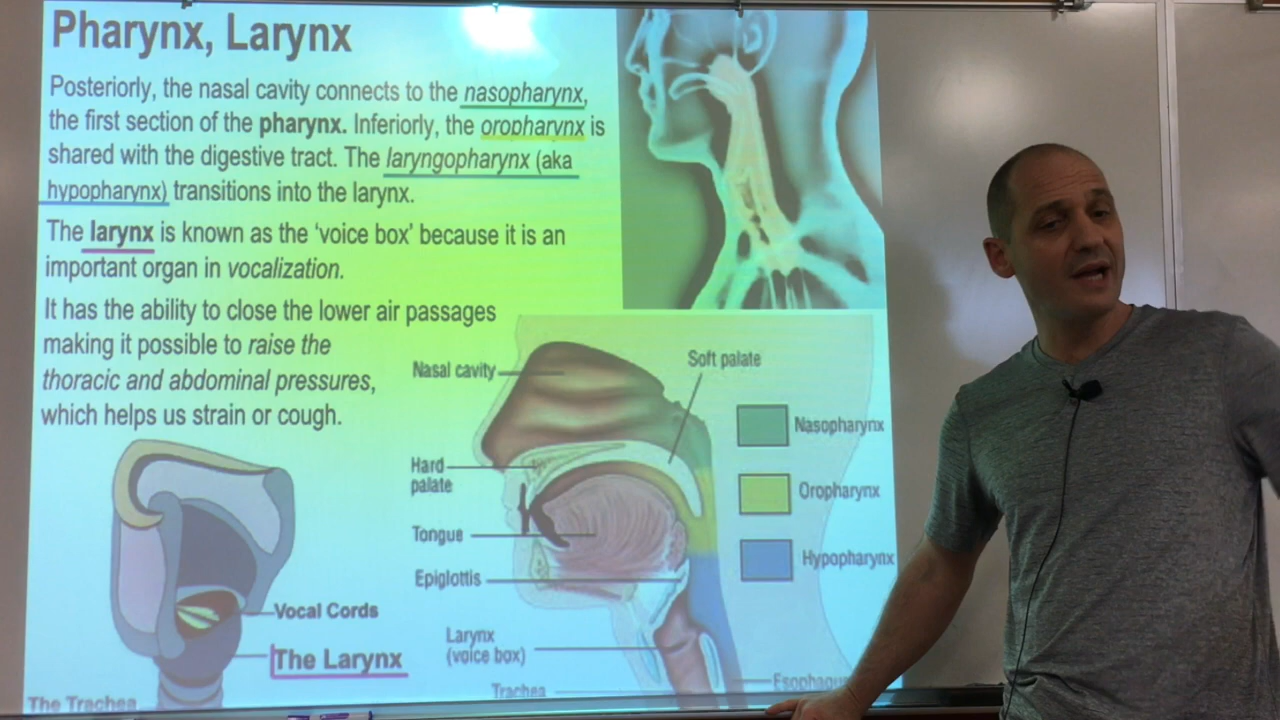 Pharynx, Larynx
Posteriorly, the nasal cavity connects to the nasopharynx,
the first section of the pharynx. Inferiorly, the oropharynx is
shared with the digestive tract. The laryngopharynx (aka
hypopharynx) transitions into the larynx.
The larynx is known as the ‘voice box’ because it is an
important organ in vocalization.
It has the ability to close the lower air passages
making it possible to raise the
thoracic and abdominal pressures,
which helps us strain or cough.
Nasal cavity
Soft palate
Nasopharynx
Hard
palate
Oropharynx
Tongue
Hypopharynx
Epiglottis
Vocal Cords
Larynx
(voice box)
The Larynx
Esophagus
Trachea
The Trachea